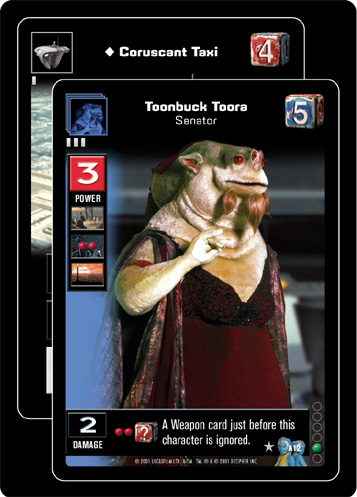 ◆ Coruscant Taxi
4
Toonbuck Toora
Senator
5
3
POWER
2
DAMAGE
?
A Weapon card just before this
character is ignored.
A12
© 2001 LUCASFILM LTD. & TM. TM, ® & © 2001 DECIPHER INC.